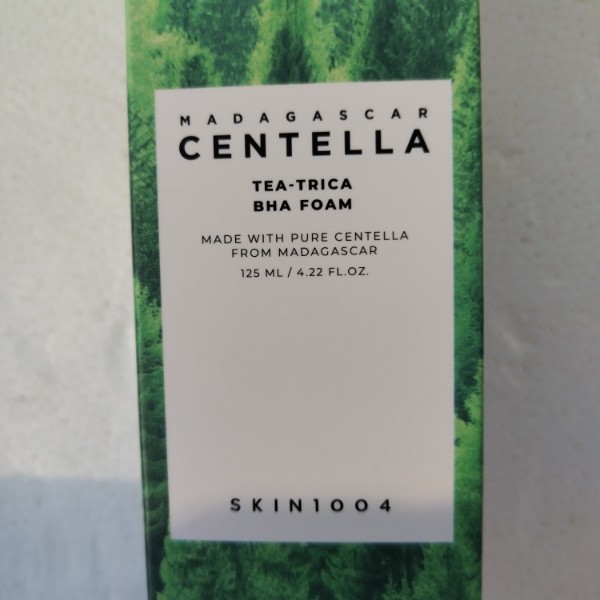 MADAGASCAR
CENTELLA
TEA-TRICA
BHA FOAM
MADE WITH PURE CENTELLA
FROM MADAGASCAR
125 ML / 4.22 FL.OZ.
SKIN1004